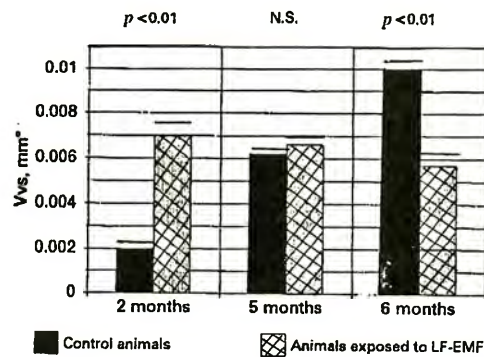 p <0.01 N.S. p <0.01
0.01
0.008
0.006
0.004
0.002
0
Vvs, mm°
2 months 5 months 6 months
Control animals Animals exposed to LF-EMF